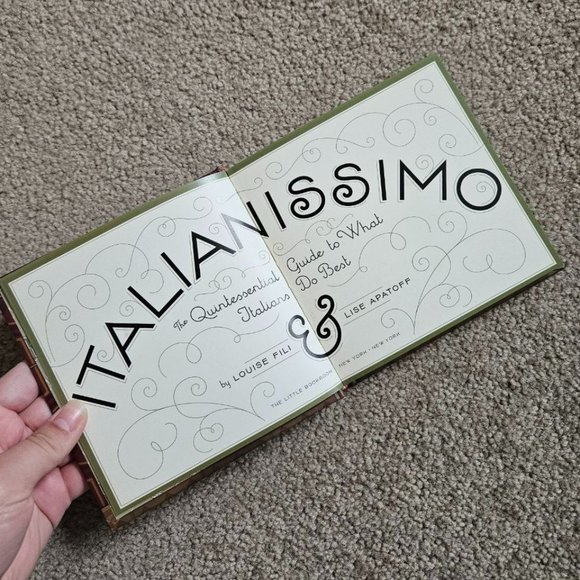 ITALIANISSIMO
The Quintessential Guide to What
Italians Do Best
by LOUISE FILI & LISE APATOFF
THE LITTLE BOOKROOM NEW YORK • NEW YORK